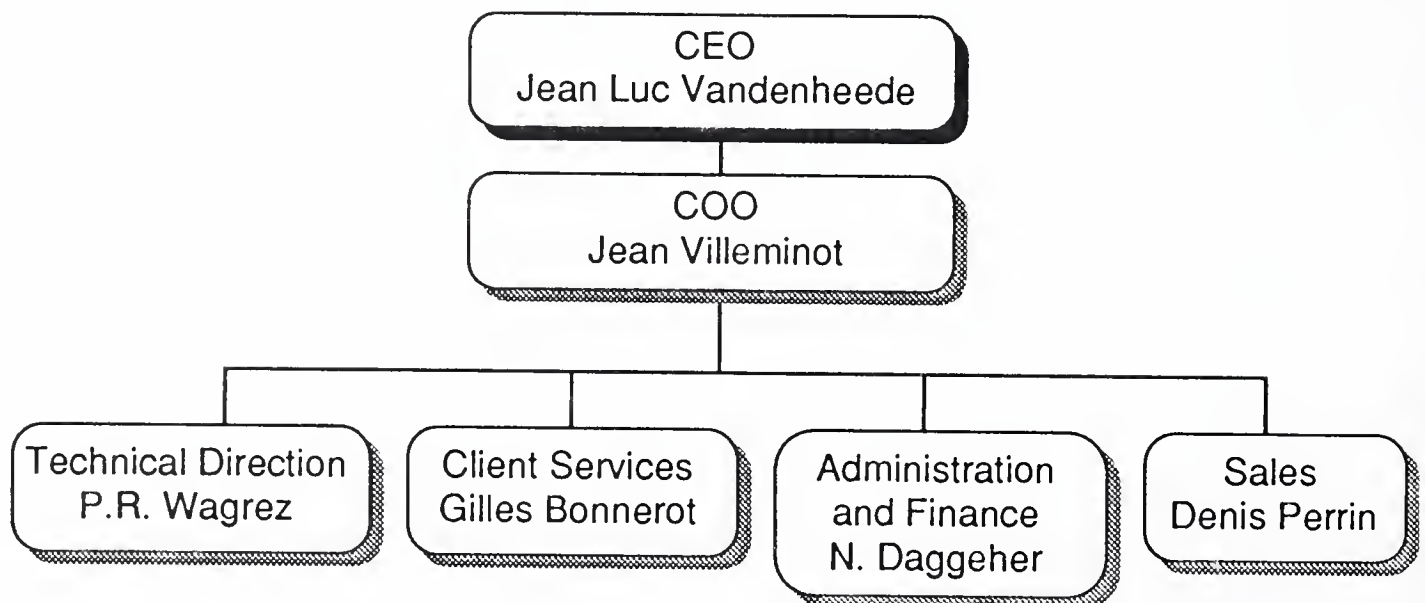 CEO
Jean Luc Vandenheede
COO
Jean Villeminot
Technical Direction
P.R. Wagrez
Client Services
Gilles Bonnerot
Administration
and Finance
N. Daggeher
Sales
Denis Perrin